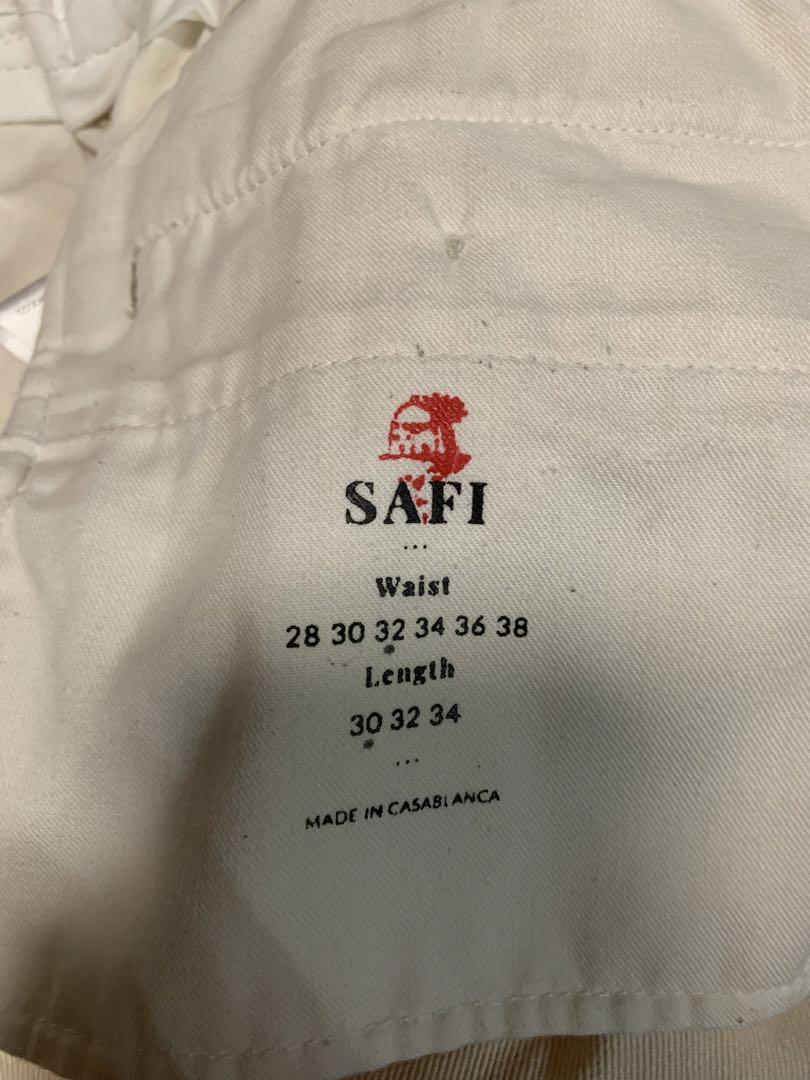 SAFI
...
Waist
28 30 32 34 36 38
Length
30 32 34
...
MADE IN CASABLANCA